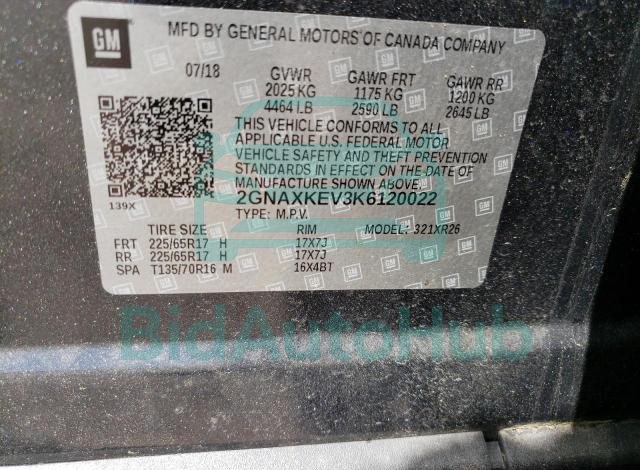 GM
MFD BY GENERAL MOTORS OF CANADA COMPANY
07/18 GVWR GAWR FRT GAWR RR
2025 KG 1175 KG 1200 KG
4464 LB 2590 LB 2645 LB
THIS VEHICLE CONFORMS TO ALL
APPLICABLE U.S. FEDERAL MOTOR
VEHICLE SAFETY AND THEFT PREVENTION
STANDARDS IN EFFECT ON THE DATE OF
MANUFACTURE SHOWN ABOVE.
139X 2GNAXKEV3K6120022
TYPE: M.P.V. MODEL: 321XR26
TIRE SIZE RIM
FRT 225/65R17 H 17X7J
RR 225/65R17 H 17X7J
SPA T135/70R16 M 16X4BT
BidAutoHub